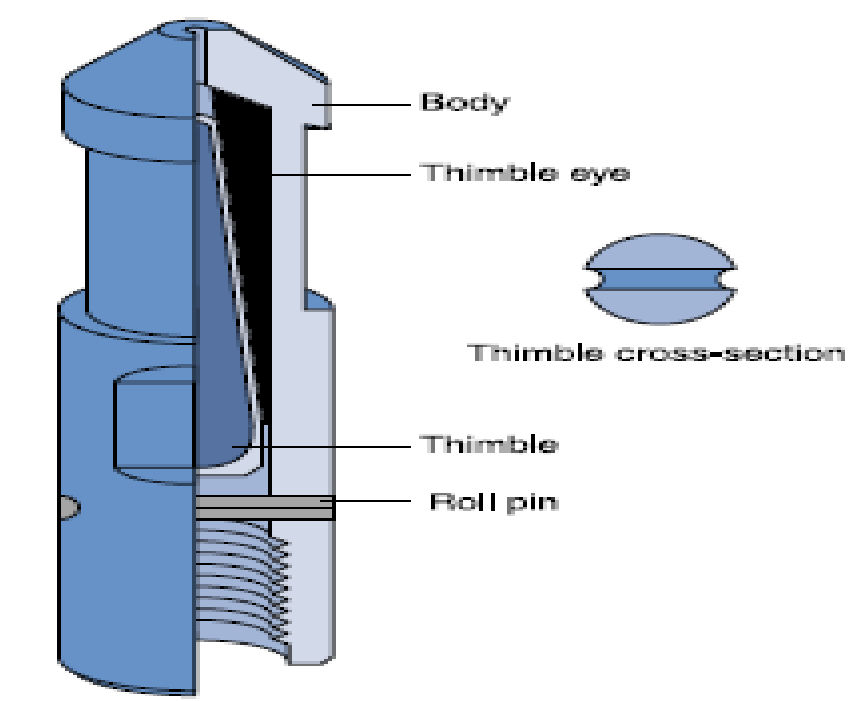 Body
Thimble eye
Thimble cross-section
Thimble
Roll pin